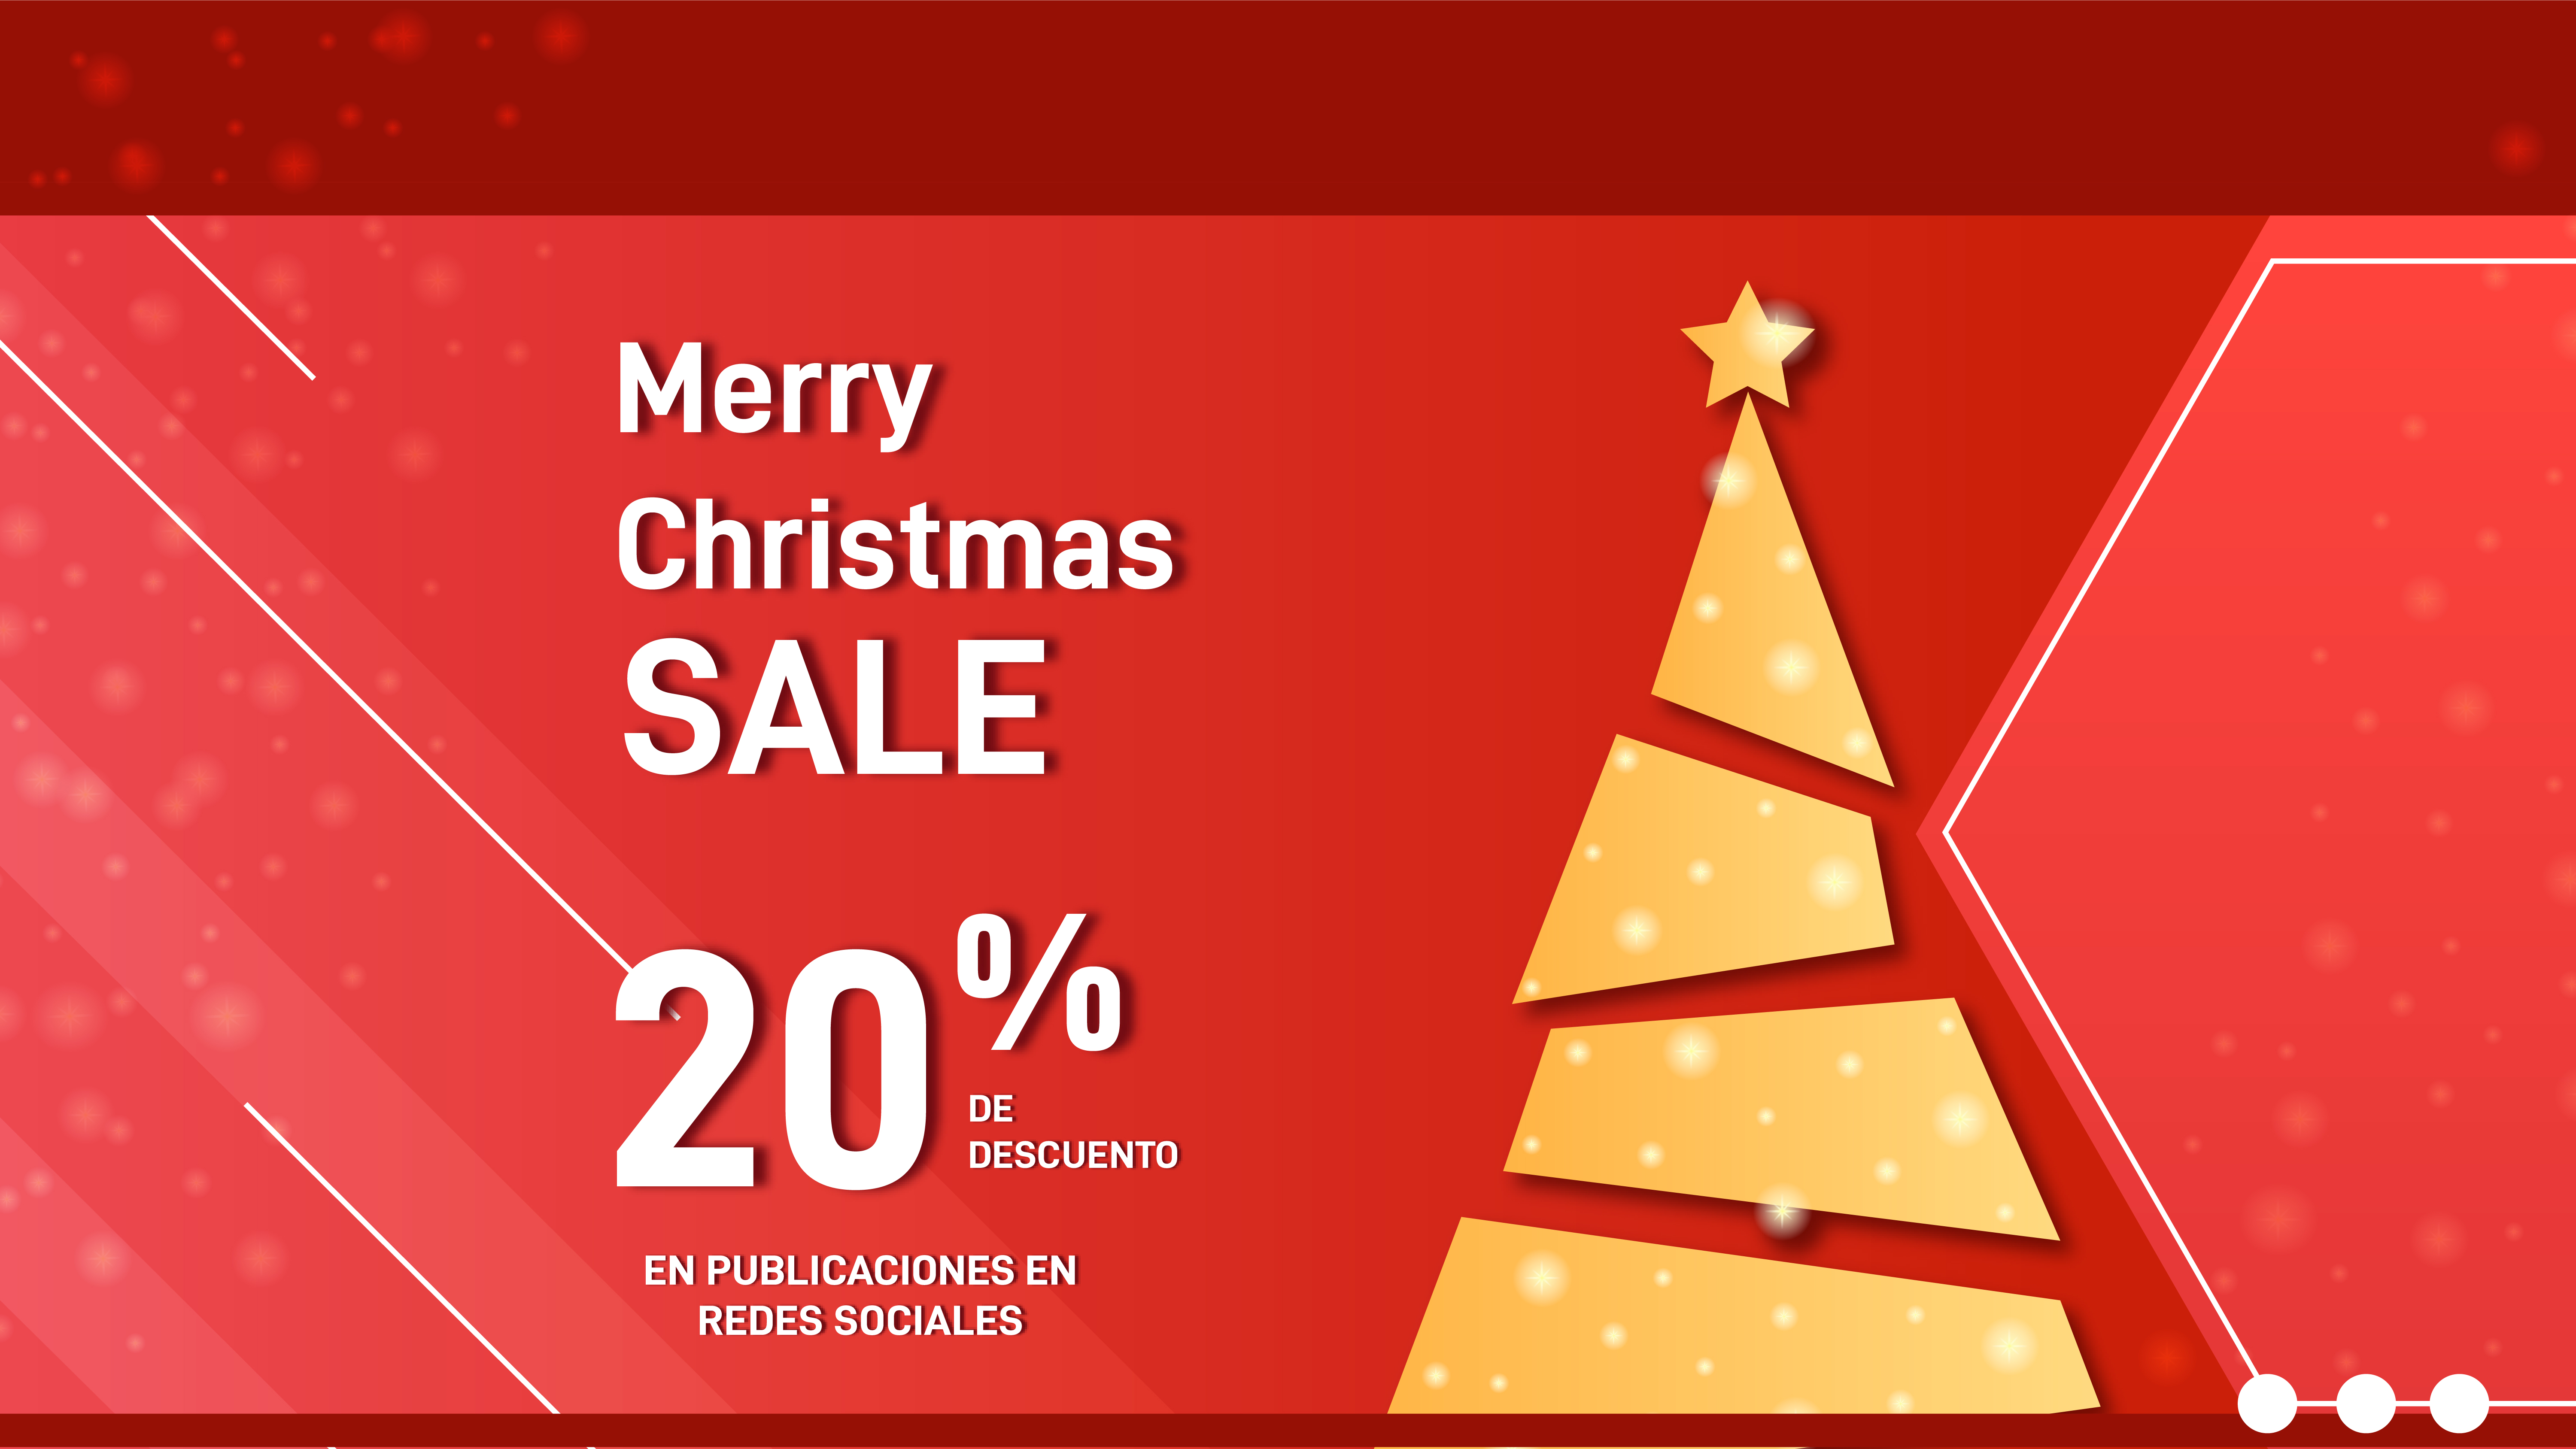 Merry
Christmas
SALE
20%
DE
DESCUENTO
EN PUBLICACIONES EN
REDES SOCIALES